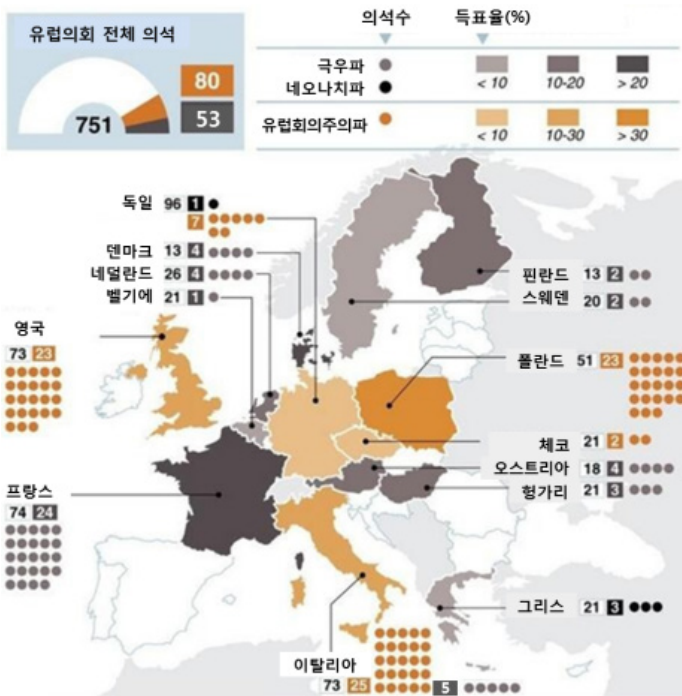 유럽의회 전체 의석
751
80
53
의석수 득표율(%)
극우파
네오나치파
< 10 10-20 > 20
유럽회의주의파
< 10 10-30 > 30
독일 96 1
7
덴마크 13 4
네덜란드 26 4
벨기에 21 1
핀란드 13 2
스웨덴 20 2
영국
73 23
폴란드 51 23
체코 21 2
오스트리아 18 4
헝가리 21 3
프랑스
74 24
그리스 21 3
이탈리아
73 25 5